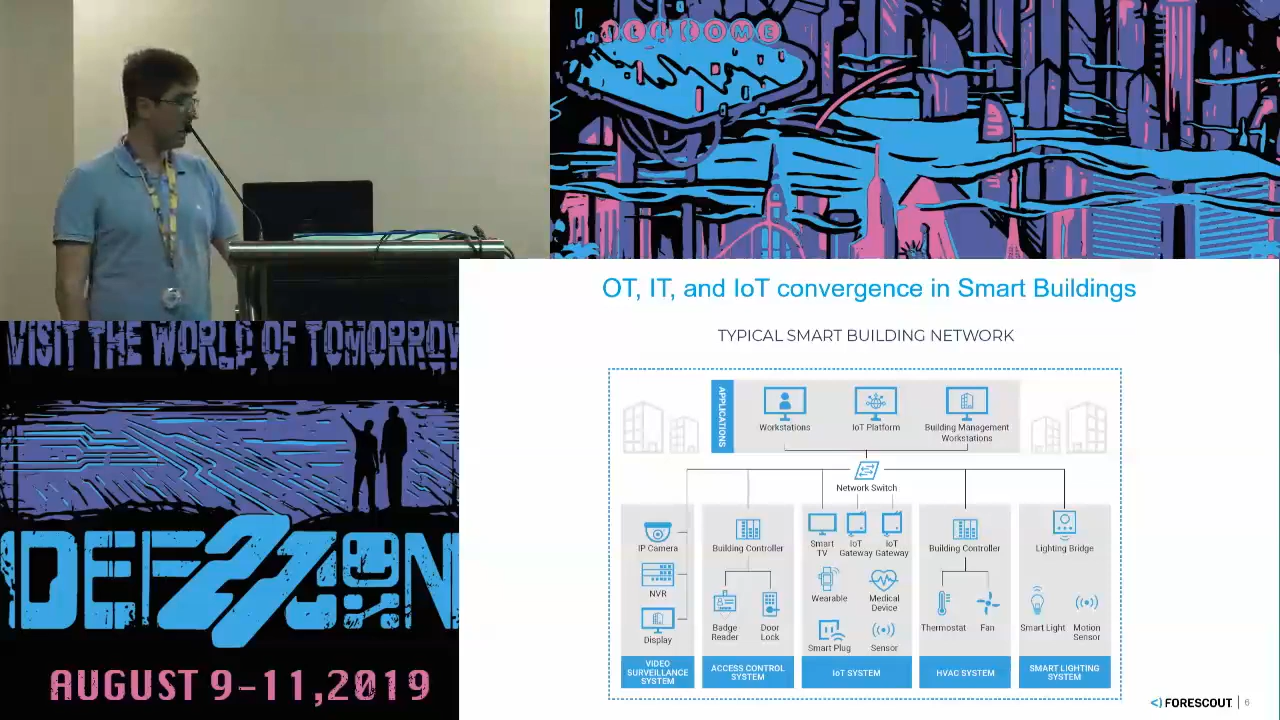 WELCOME
OT, IT, and IoT convergence in Smart Buildings
TYPICAL SMART BUILDING NETWORK
APPLICATIONS
Workstations
IoT Platform
Building Management
Workstations
Network Switch
IP Camera
NVR
Display
VIDEO
SURVEILLANCE
SYSTEM
Building Controller
Badge
Reader
Door
Lock
ACCESS CONTROL
SYSTEM
Smart
TV
IoT
Gateway
IoT
Gateway
Wearable
Medical
Device
Smart Plug
Sensor
IoT SYSTEM
Building Controller
Thermostat
Fan
HVAC SYSTEM
Lighting Bridge
Smart Light
Motion
Sensor
SMART LIGHTING
SYSTEM
FORESCOUT
6
VISIT THE WORLD OF TOMORROW
DEF27CON
AUGUST 9-11,2019